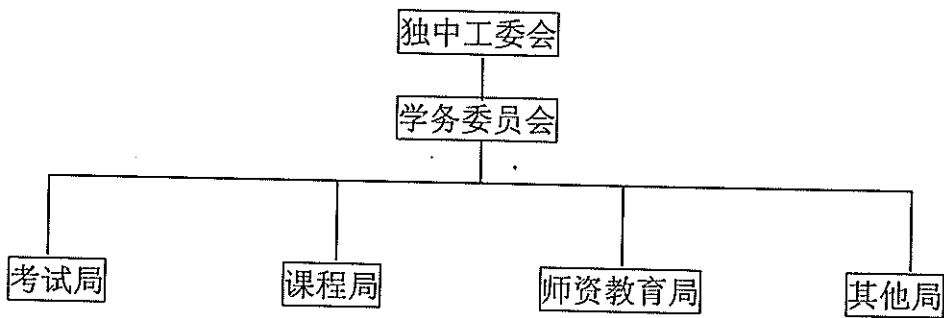 独中工委会
学务委员会
考试局
课程局
师资教育局
其他局